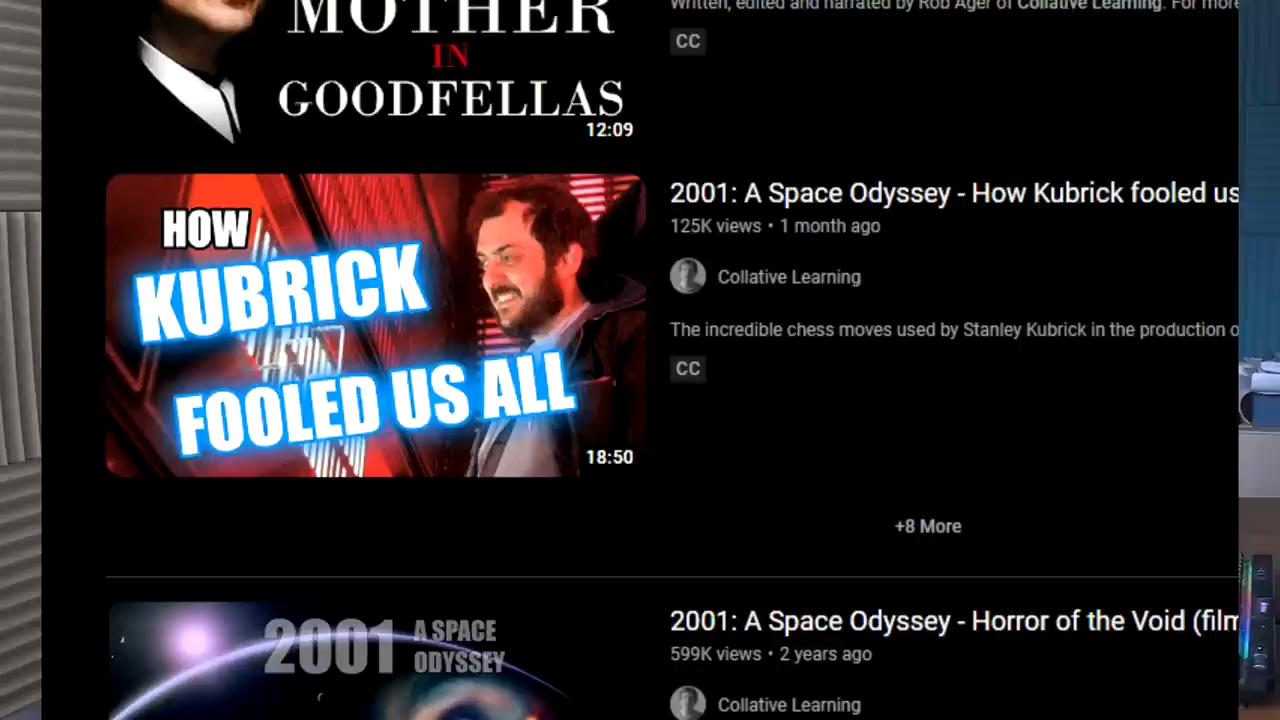 MOTHER
IN
GOODFELLAS
12:09
Written, edited and narrated by Rob Ager of Collative Learning. For more
CC
HOW
KUBRICK
FOOLED US ALL
18:50
2001: A Space Odyssey - How Kubrick fooled us
125K views • 1 month ago
Collative Learning
The incredible chess moves used by Stanley Kubrick in the production o
CC
+8 More
2001 A SPACE
ODYSSEY
2001: A Space Odyssey - Horror of the Void (film
599K views • 2 years ago
Collative Learning